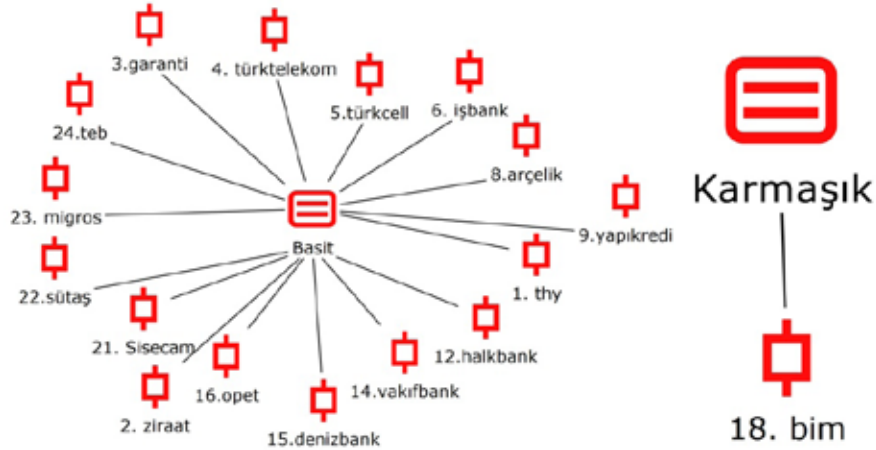 3.garanti
4. türktelekom
5.türkcell
6. işbank
24.teb
8.arçelik
Karmaşık
23. migros
9.yapıkredi
Basit
22.sütaş
1. thy
21. Sisecam
12.halkbank
16.opet
14.vakıfbank
2. ziraat
15.denizbank
18. bim